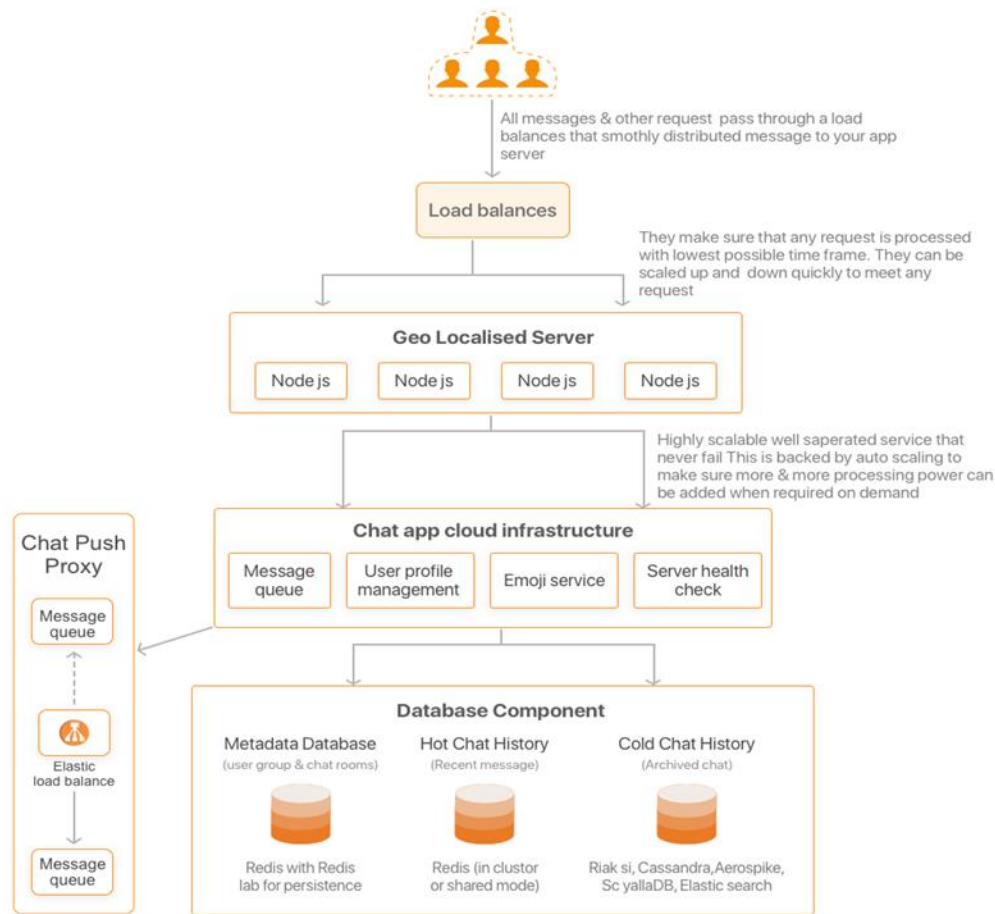 All messages & other request pass through a load
balances that smothly distributed message to your app
server
Load balances
They make sure that any request is processed
with lowest possible time frame. They can be
scaled up and down quickly to meet any
request
Geo Localised Server
Node js
Node js
Node js
Node js
Highly scalable well saperated service that
never fail This is backed by auto scaling to
make sure more & more processing power can
be added when required on demand
Chat app cloud infrastructure
Message
queue
User profile
management
Emoji service
Server health
check
Chat Push
Proxy
Message
queue
Elastic
load balance
Message
queue
Database Component
Metadata Database
(user group & chat rooms)
Redis with Redis
lab for persistence
Hot Chat History
(Recent message)
Redis (in clustor
or shared mode)
Cold Chat History
(Archived chat)
Riak si, Cassandra,Aerospike,
Sc yallaDB, Elastic search